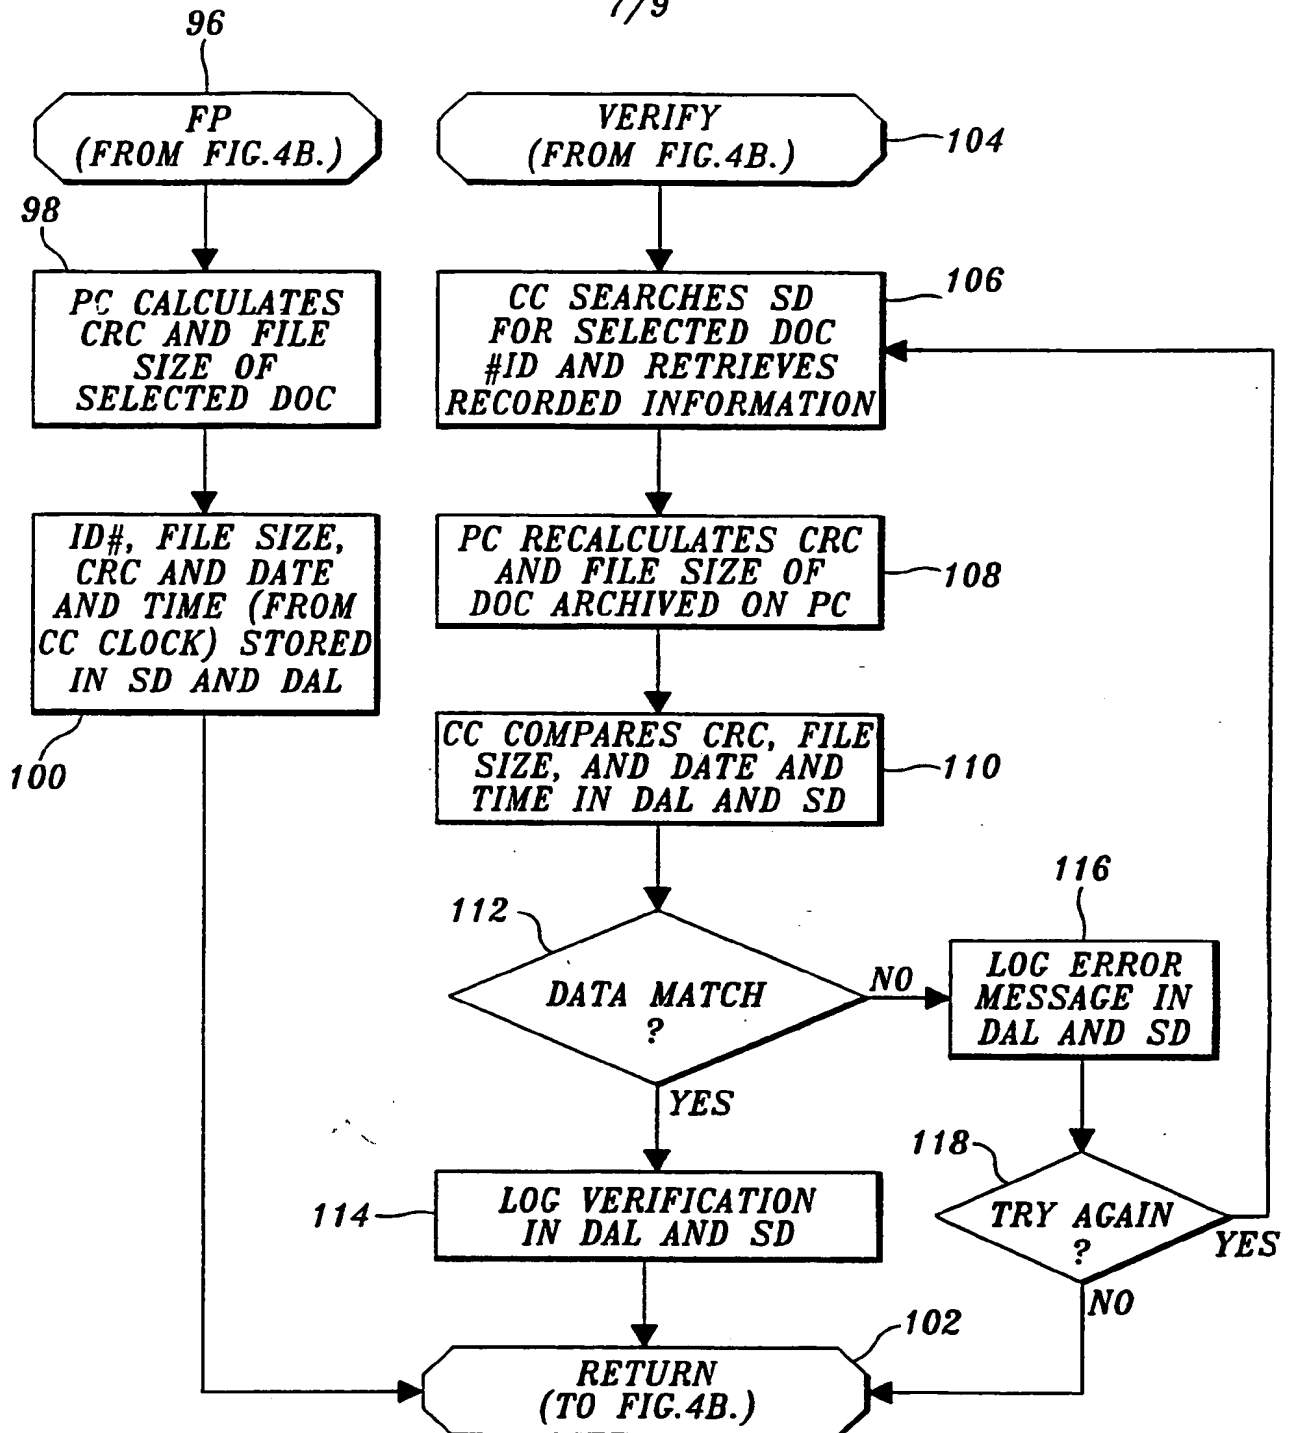 7/9
96
FP
(FROM FIG.4B.)
98
PC CALCULATES
CRC AND FILE
SIZE OF
SELECTED DOC
ID#, FILE SIZE,
CRC AND DATE
AND TIME (FROM
CC CLOCK) STORED
IN SD AND DAL
100
VERIFY
(FROM FIG.4B.)
104
CC SEARCHES SD
FOR SELECTED DOC
#ID AND RETRIEVES
RECORDED INFORMATION
106
PC RECALCULATES CRC
AND FILE SIZE OF
DOC ARCHIVED ON PC
108
CC COMPARES CRC, FILE
SIZE, AND DATE AND
TIME IN DAL AND SD
110
112
DATA MATCH
?
NO
YES
116
LOG ERROR
MESSAGE IN
DAL AND SD
118
TRY AGAIN
?
YES
NO
114
LOG VERIFICATION
IN DAL AND SD
102
RETURN
(TO FIG.4B.)